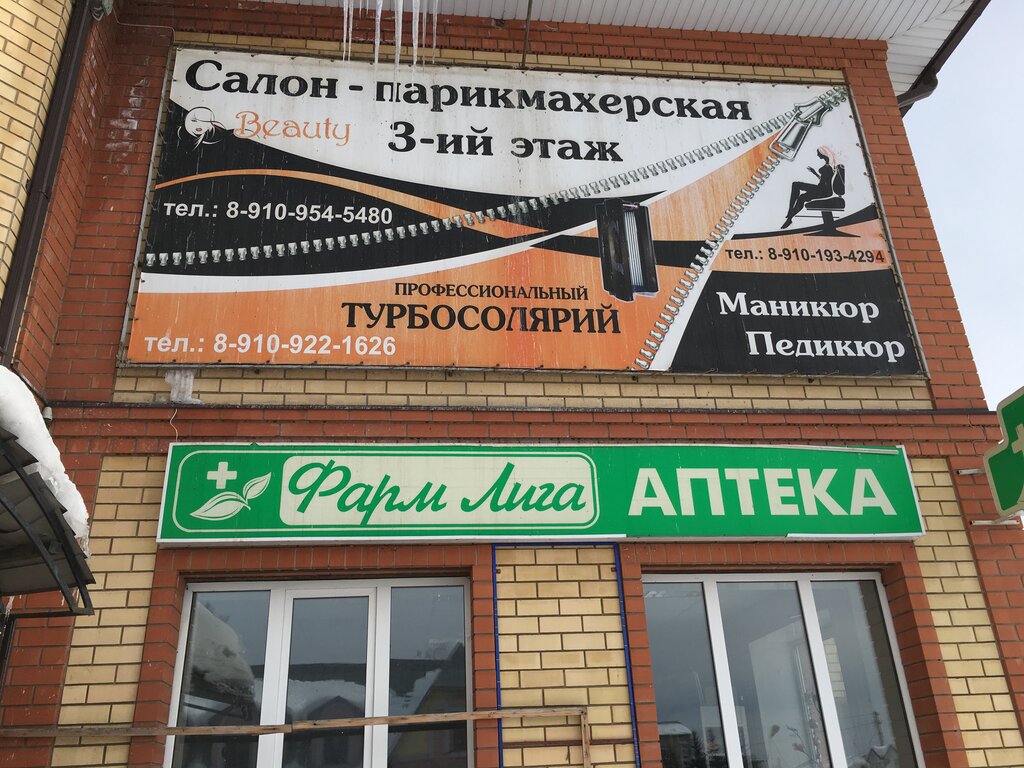 Салон - парикмахерская
Beauty
3-ий этаж
тел.: 8-910-954-5480
тел.: 8-910-193-4294
ПРОФЕССИОНАЛЬНЫЙ
ТУРБОСОЛЯРИЙ
тел.: 8-910-922-1626
Маникюр
Педикюр
Фарм Лига
АПТЕКА